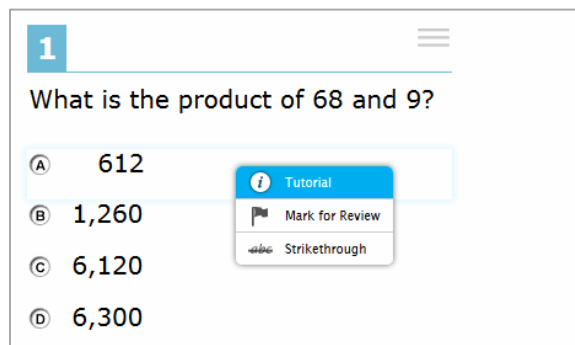 1
What is the product of 68 and 9?
A 612
B 1,260
C 6,120
D 6,300
i Tutorial
Mark for Review
abc Strikethrough